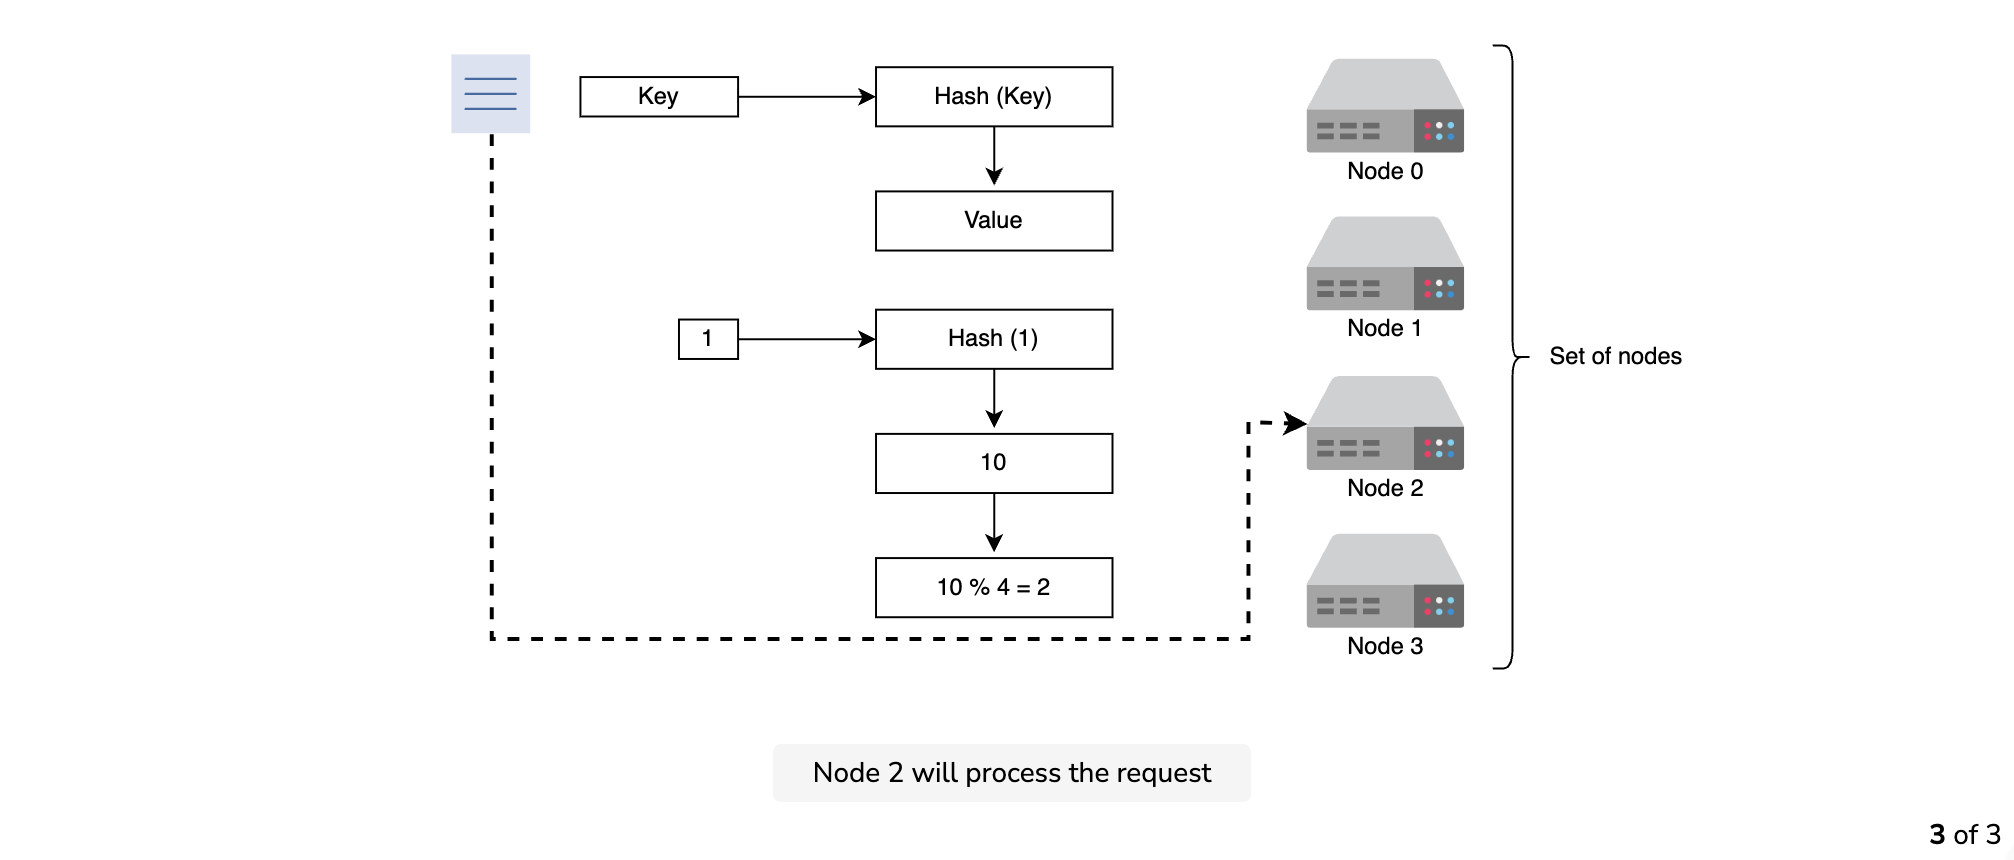 Key
Hash (Key)
Value
1
Hash (1)
10
10 % 4 = 2
Node 0
Node 1
Node 2
Node 3
Set of nodes
Node 2 will process the request
3 of 3